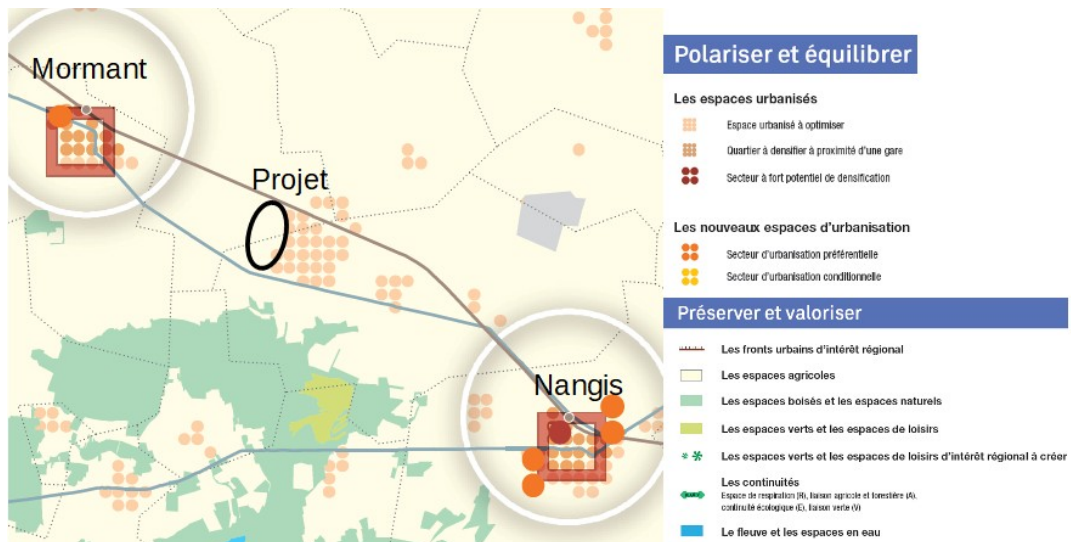 Mormant
Projet
Nangis
Polariser et équilibrer
Les espaces urbanisés
Espace urbanisé à optimiser
Quartier à densifier à proximité d'une gare
Secteur à fort potentiel de densification
Les nouveaux espaces d'urbanisation
Secteur d'urbanisation préférentielle
Secteur d'urbanisation conditionnelle
Préserver et valoriser
Les fronts urbains d'intérêt régional
Les espaces agricoles
Les espaces boisés et les espaces naturels
Les espaces verts et les espaces de loisirs
Les espaces verts et les espaces de loisirs d'intérêt régional à créer
Les continuités
Espace de respiration (R), liaison agricole et forestière (A),
continuité écologique (E), liaison verte (V)
Le fleuve et les espaces en eau